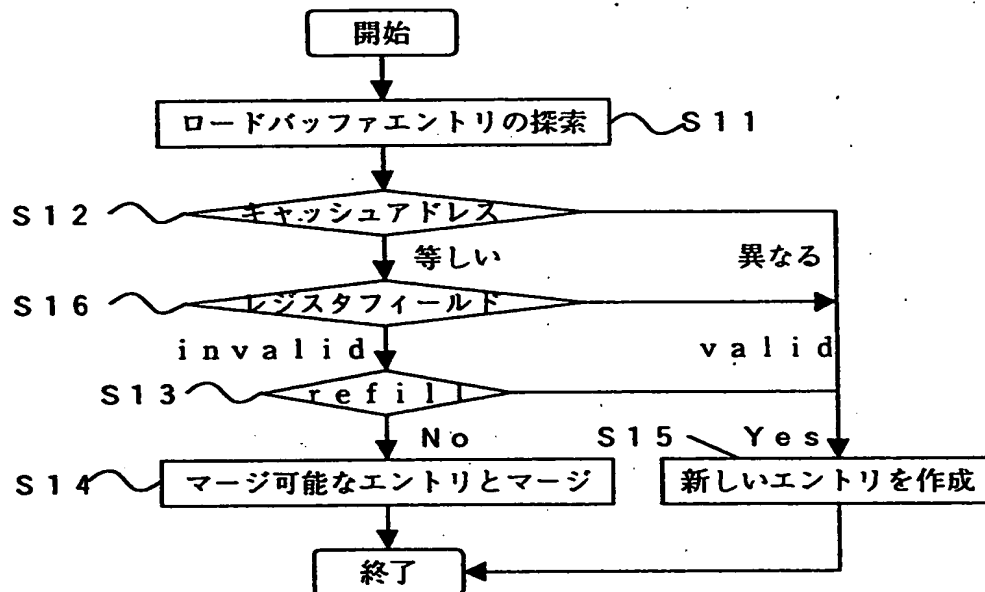 開始
ロードバッファエントリの探索
S11
S12
キャッシュアドレス
等しい
異なる
S16
レジスタフィールド
invalid
valid
S13
refill
No
S15
Yes
S14
マージ可能なエントリとマージ
新しいエントリを作成
終了